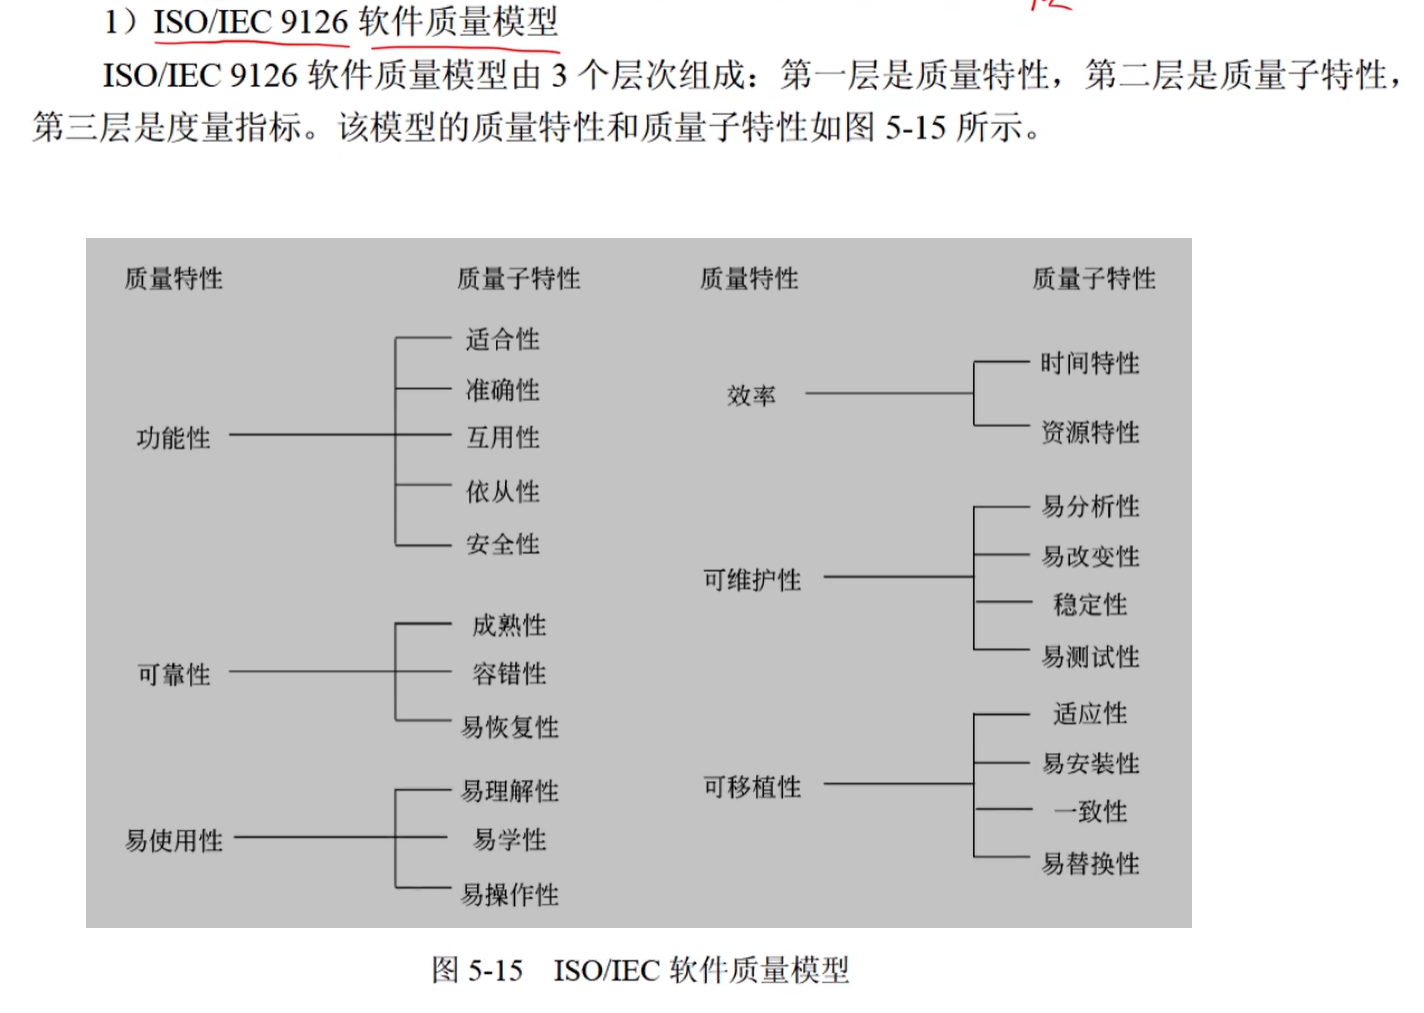 1）ISO/IEC 9126 软件质量模型
ISO/IEC 9126 软件质量模型由 3 个层次组成：第一层是质量特性，第二层是质量子特性，
第三层是度量指标。该模型的质量特性和质量子特性如图 5-15 所示。
质量特性 质量子特性
功能性
适合性
准确性
互用性
依从性
安全性
可靠性
成熟性
容错性
易恢复性
易使用性
易理解性
易学性
易操作性
质量特性 质量子特性
效率
时间特性
资源特性
可维护性
易分析性
易改变性
稳定性
易测试性
可移植性
适应性
易安装性
一致性
易替换性
图 5-15 ISO/IEC 软件质量模型